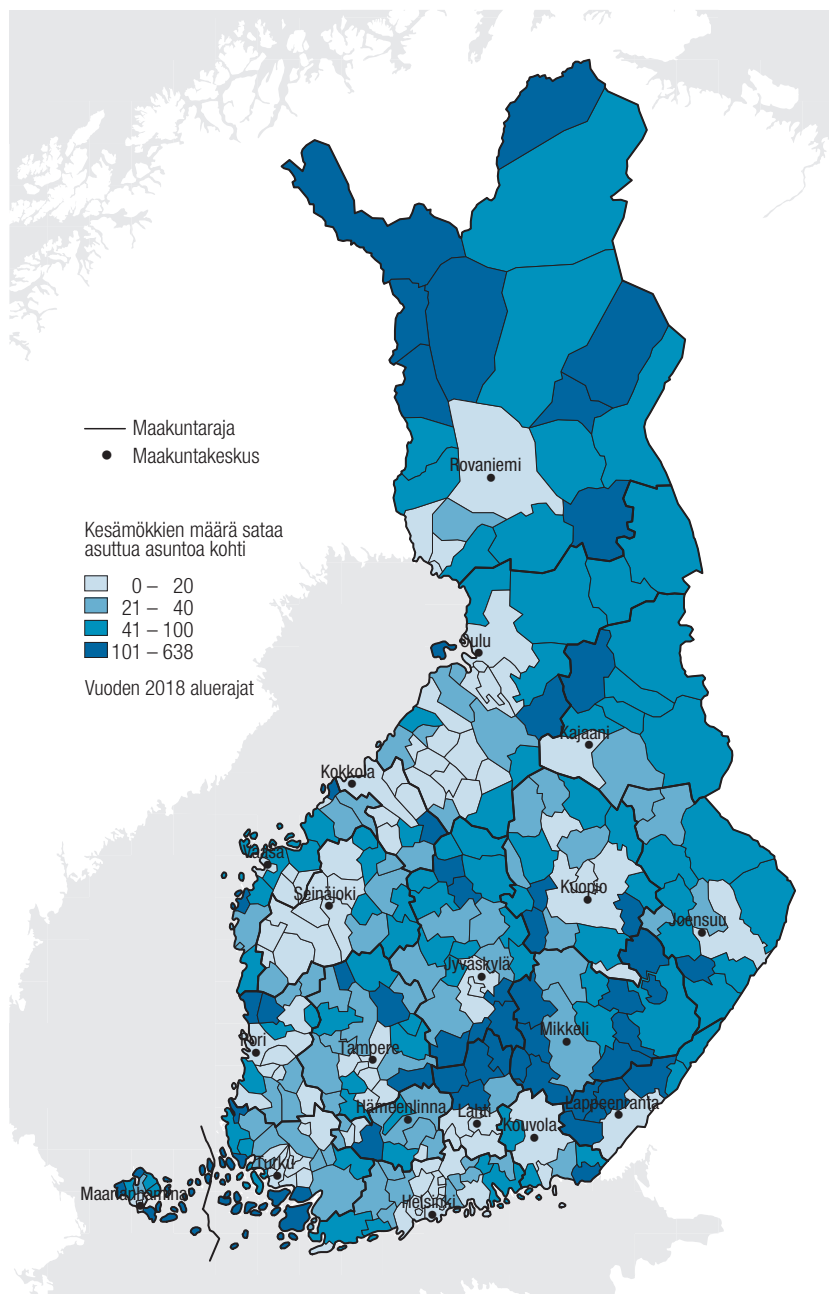 Maakuntaraja
Maakuntakeskus
Kesämökkien määrä sataa
asuttua asuntoa kohti
0 – 20
21 – 40
41 – 100
101 – 638
Vuoden 2018 aluerajat
Rovaniemi
Oulu
Kajaani
Kokkola
Vaasa
Seinäjoki
Kuopio
Joensuu
Jyväskylä
Mikkeli
Pori
Tampere
Hämeenlinna
Lahti
Lappeenranta
Kouvola
Turku
Maarianhamina
Helsinki